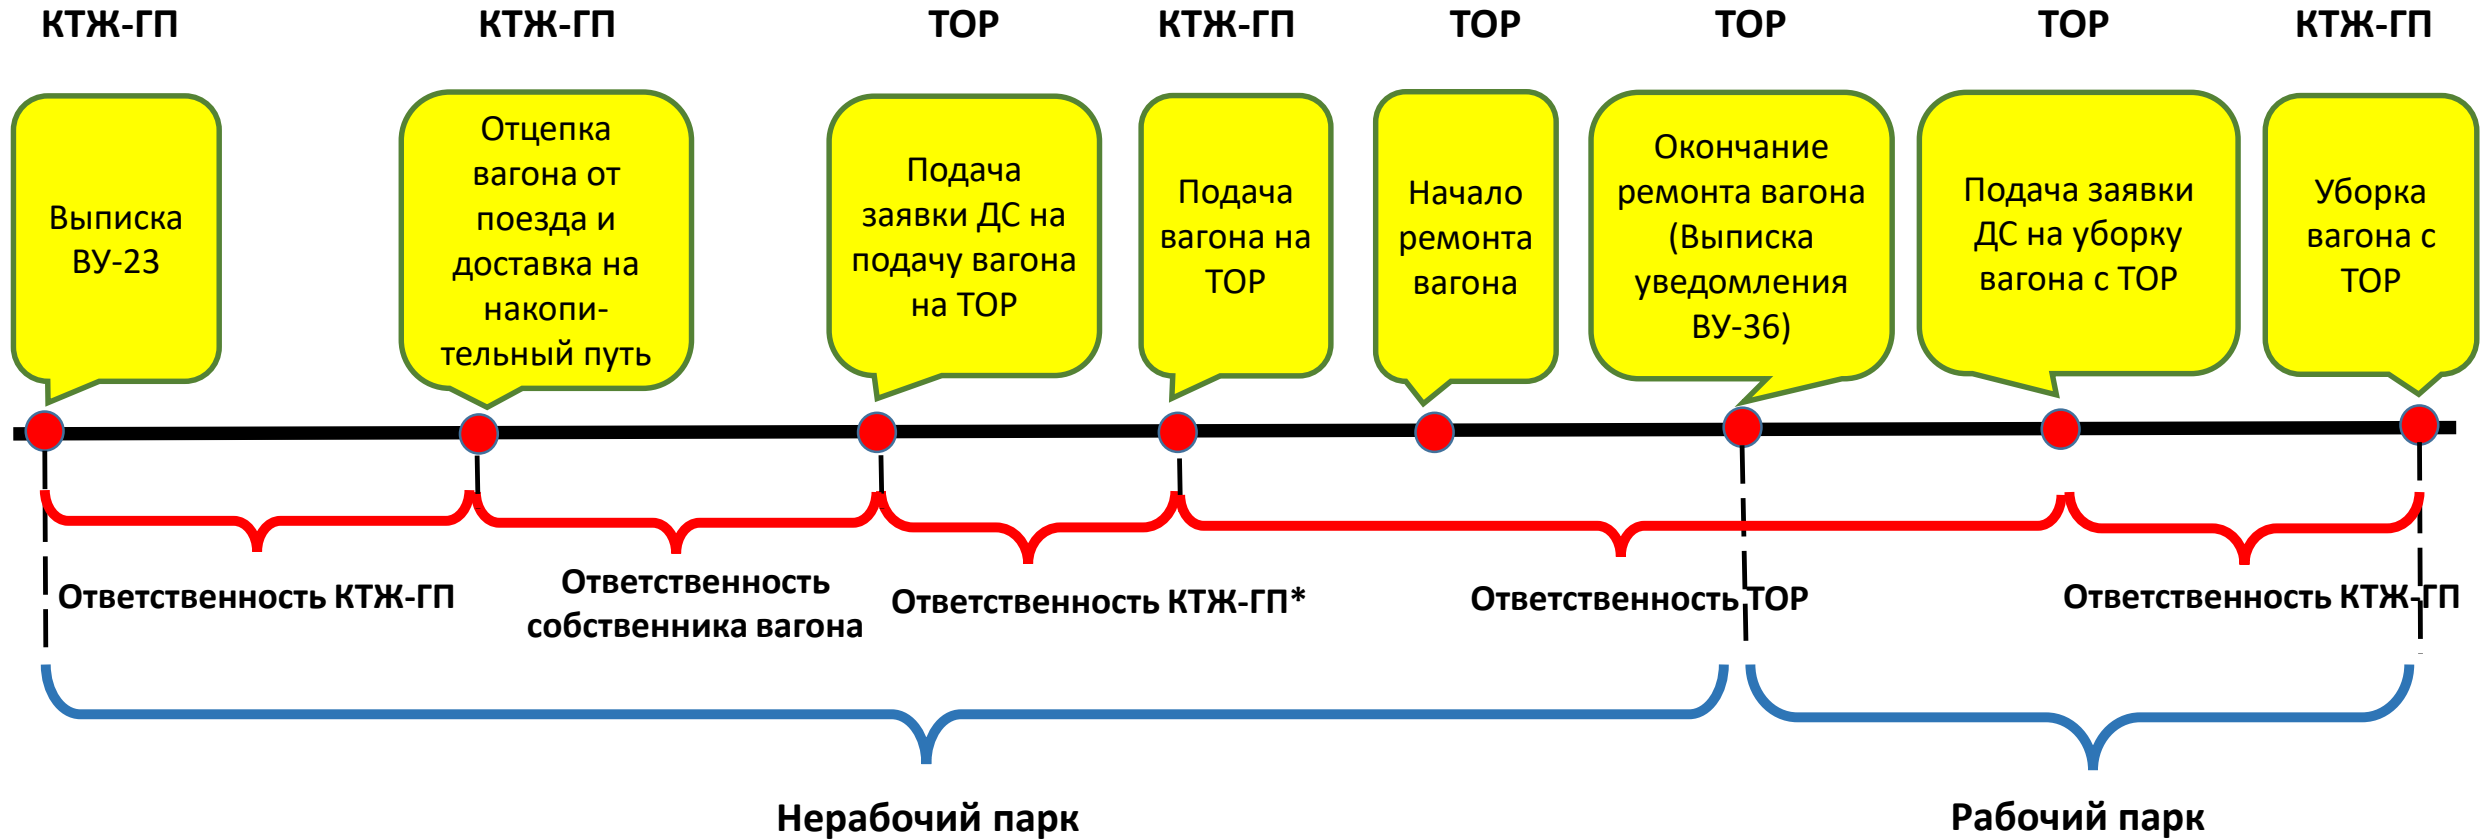 КТЖ-ГП
КТЖ-ГП
ТОР
КТЖ-ГП
ТОР
ТОР
ТОР
КТЖ-ГП
Выписка
ВУ-23
Отцепка
вагона от
поезда и
доставка на
накопи-
тельный путь
Подача
заявки ДС на
подачу вагона
на ТОР
Подача
вагона на
ТОР
Начало
ремонта
вагона
Окончание
ремонта вагона
(Выписка
уведомления
ВУ-36)
Подача заявки
ДС на уборку
вагона с ТОР
Уборка
вагона с
ТОР
Ответственность КТЖ-ГП
Ответственность
собственника вагона
Ответственность КТЖ-ГП*
Ответственность ТОР
Ответственность КТЖ-ГП
Нерабочий парк
Рабочий парк